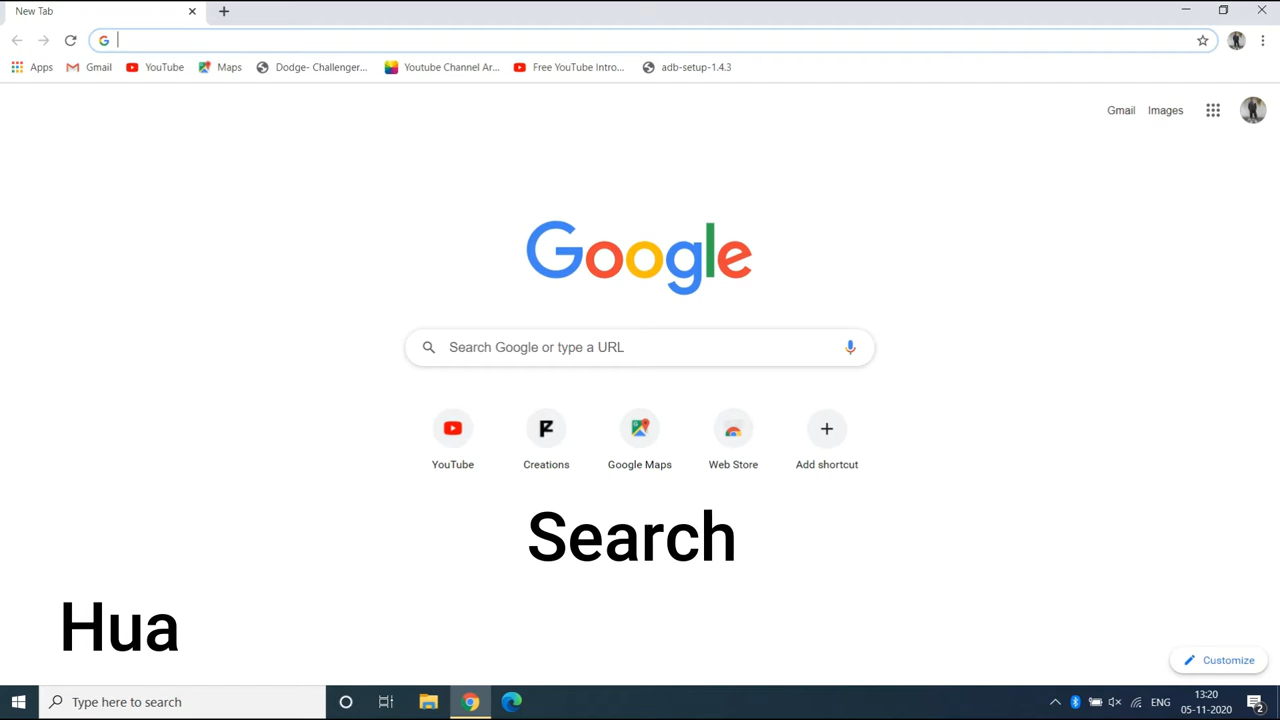 New Tab
Apps Gmail YouTube Maps Dodge- Challenger... Youtube Channel Ar... Free YouTube Intro... adb-setup-1.4.3
Gmail Images
Google
Search Google or type a URL
YouTube Creations Google Maps Web Store Add shortcut
Search
Hua
Customize
Type here to search
ENG
13:20
05-11-2020
2